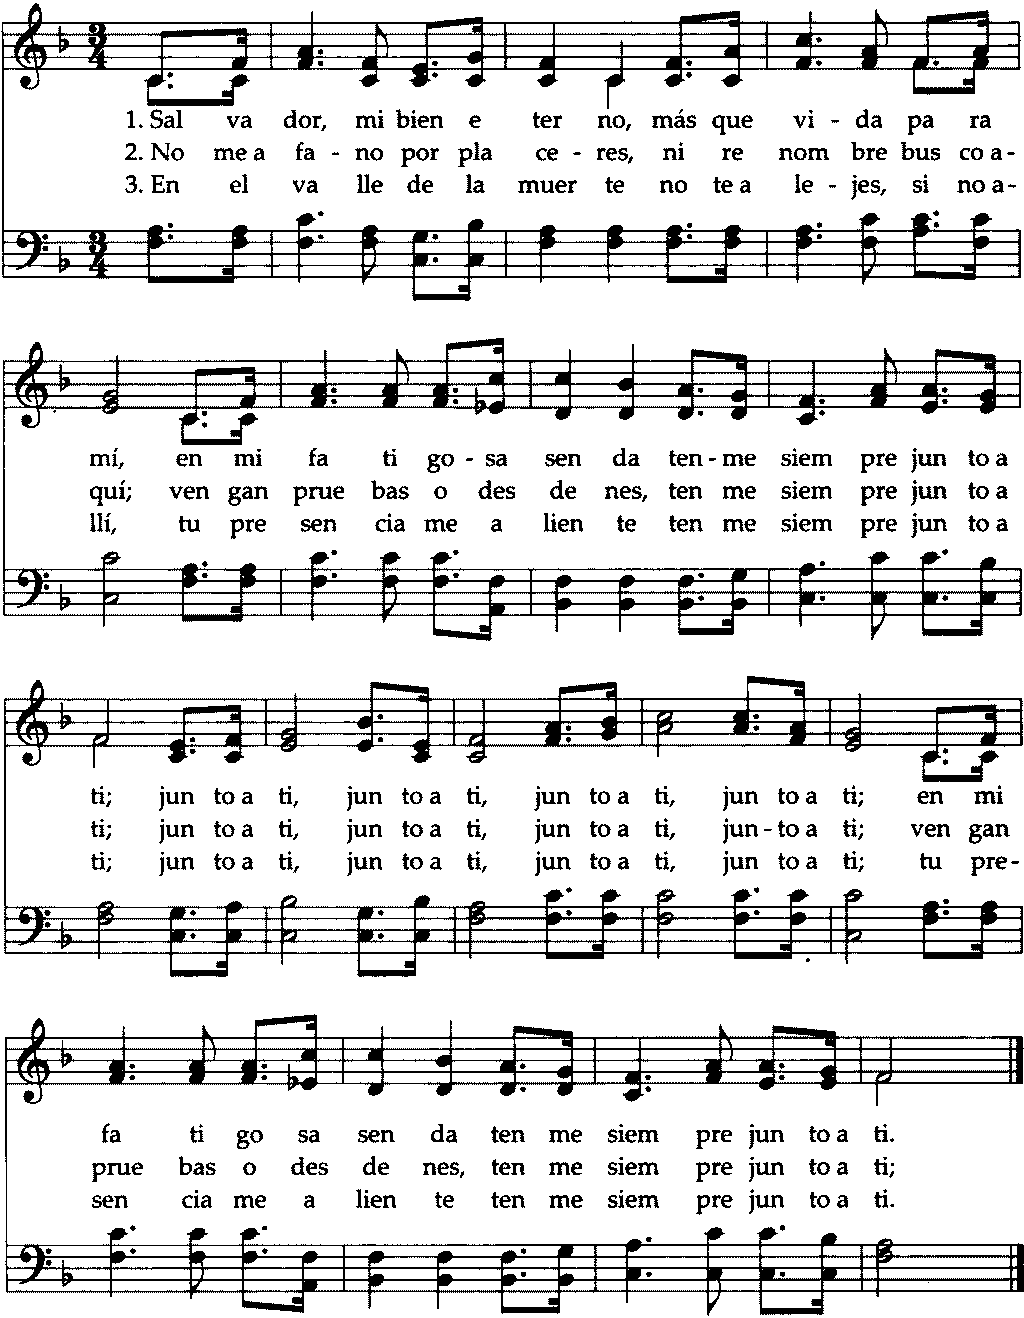 1. Sal va dor, mi bien e ter no, más que vi - da pa ra
2. No me a fa - no por pla ce - res, ni re nom bre bus co a-
3. En el va lle de la muer te no te a le - jes, si no a-
mí, en mi fa ti go - sa sen da ten - me siem pre jun to a
quí; ven gan prue bas o des de nes, ten me siem pre jun to a
llí, tu pre sen cia me a lien te ten me siem pre jun to a
ti; jun to a ti, jun to a ti, jun to a ti, jun to a ti; en mi
ti; jun to a ti, jun to a ti, jun to a ti, jun - to a ti; ven gan
ti; jun to a ti, jun to a ti, jun to a ti, jun to a ti; tu pre-
fa ti go sa sen da ten me siem pre jun to a ti.
prue bas o des de nes, ten me siem pre jun to a ti;
sen cia me a lien te ten me siem pre jun to a ti.